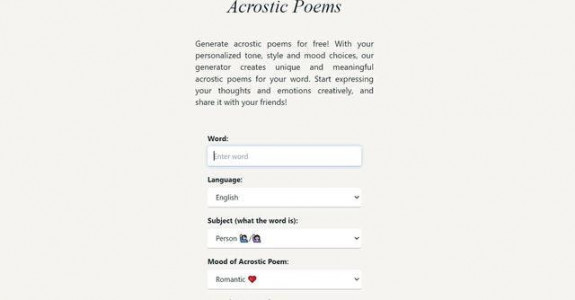 Acrostic Poems
Generate acrostic poems for free! With your
personalized tone, style and mood choices, our
generator creates unique and meaningful
acrostic poems for your word. Start expressing
your thoughts and emotions creatively, and
share it with your friends!
Word:
Enter word
Language:
English
Subject (what the word is):
Person 🙋‍♂️/🙋‍♀️
Mood of Acrostic Poem:
Romantic ❤️